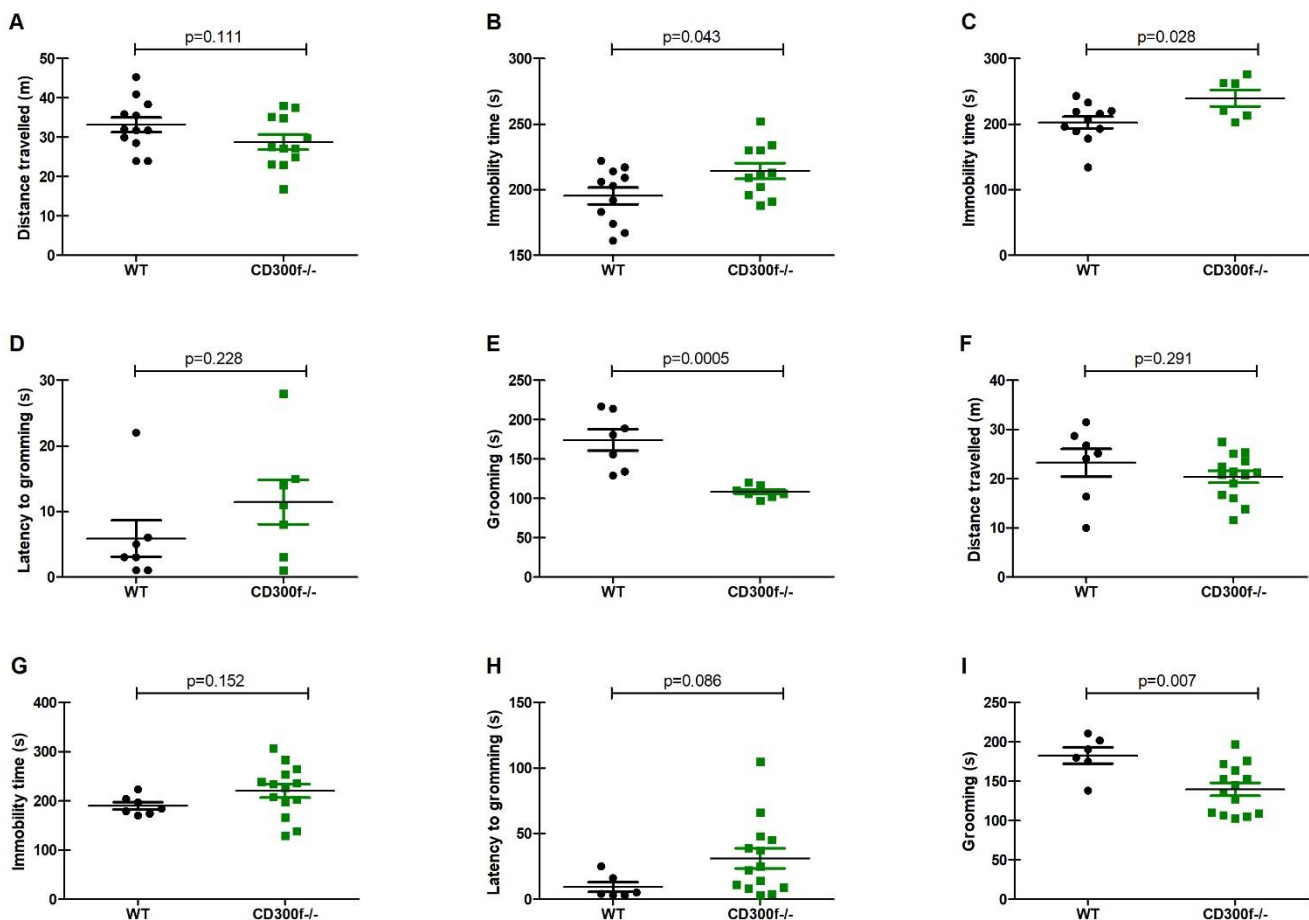 A
p=0.111
Distance travelled (m)
50
40
30
20
10
0
WT
CD300f-/-
B
p=0.043
Immobility time (s)
300
250
200
150
WT
CD300f-/-
C
p=0.028
Immobility time (s)
300
200
100
0
WT
CD300f-/-
D
p=0.228
Latency to gromming (s)
30
20
10
0
WT
CD300f-/-
E
p=0.0005
Grooming (s)
250
200
150
100
50
0
WT
CD300f-/-
F
p=0.291
Distance travelled (m)
40
30
20
10
0
WT
CD300f-/-
G
p=0.152
Immobility time (s)
400
300
200
100
0
WT
CD300f-/-
H
p=0.086
Latency to gromming (s)
150
100
50
0
WT
CD300f-/-
I
p=0.007
Grooming (s)
250
200
150
100
50
0
WT
CD300f-/-